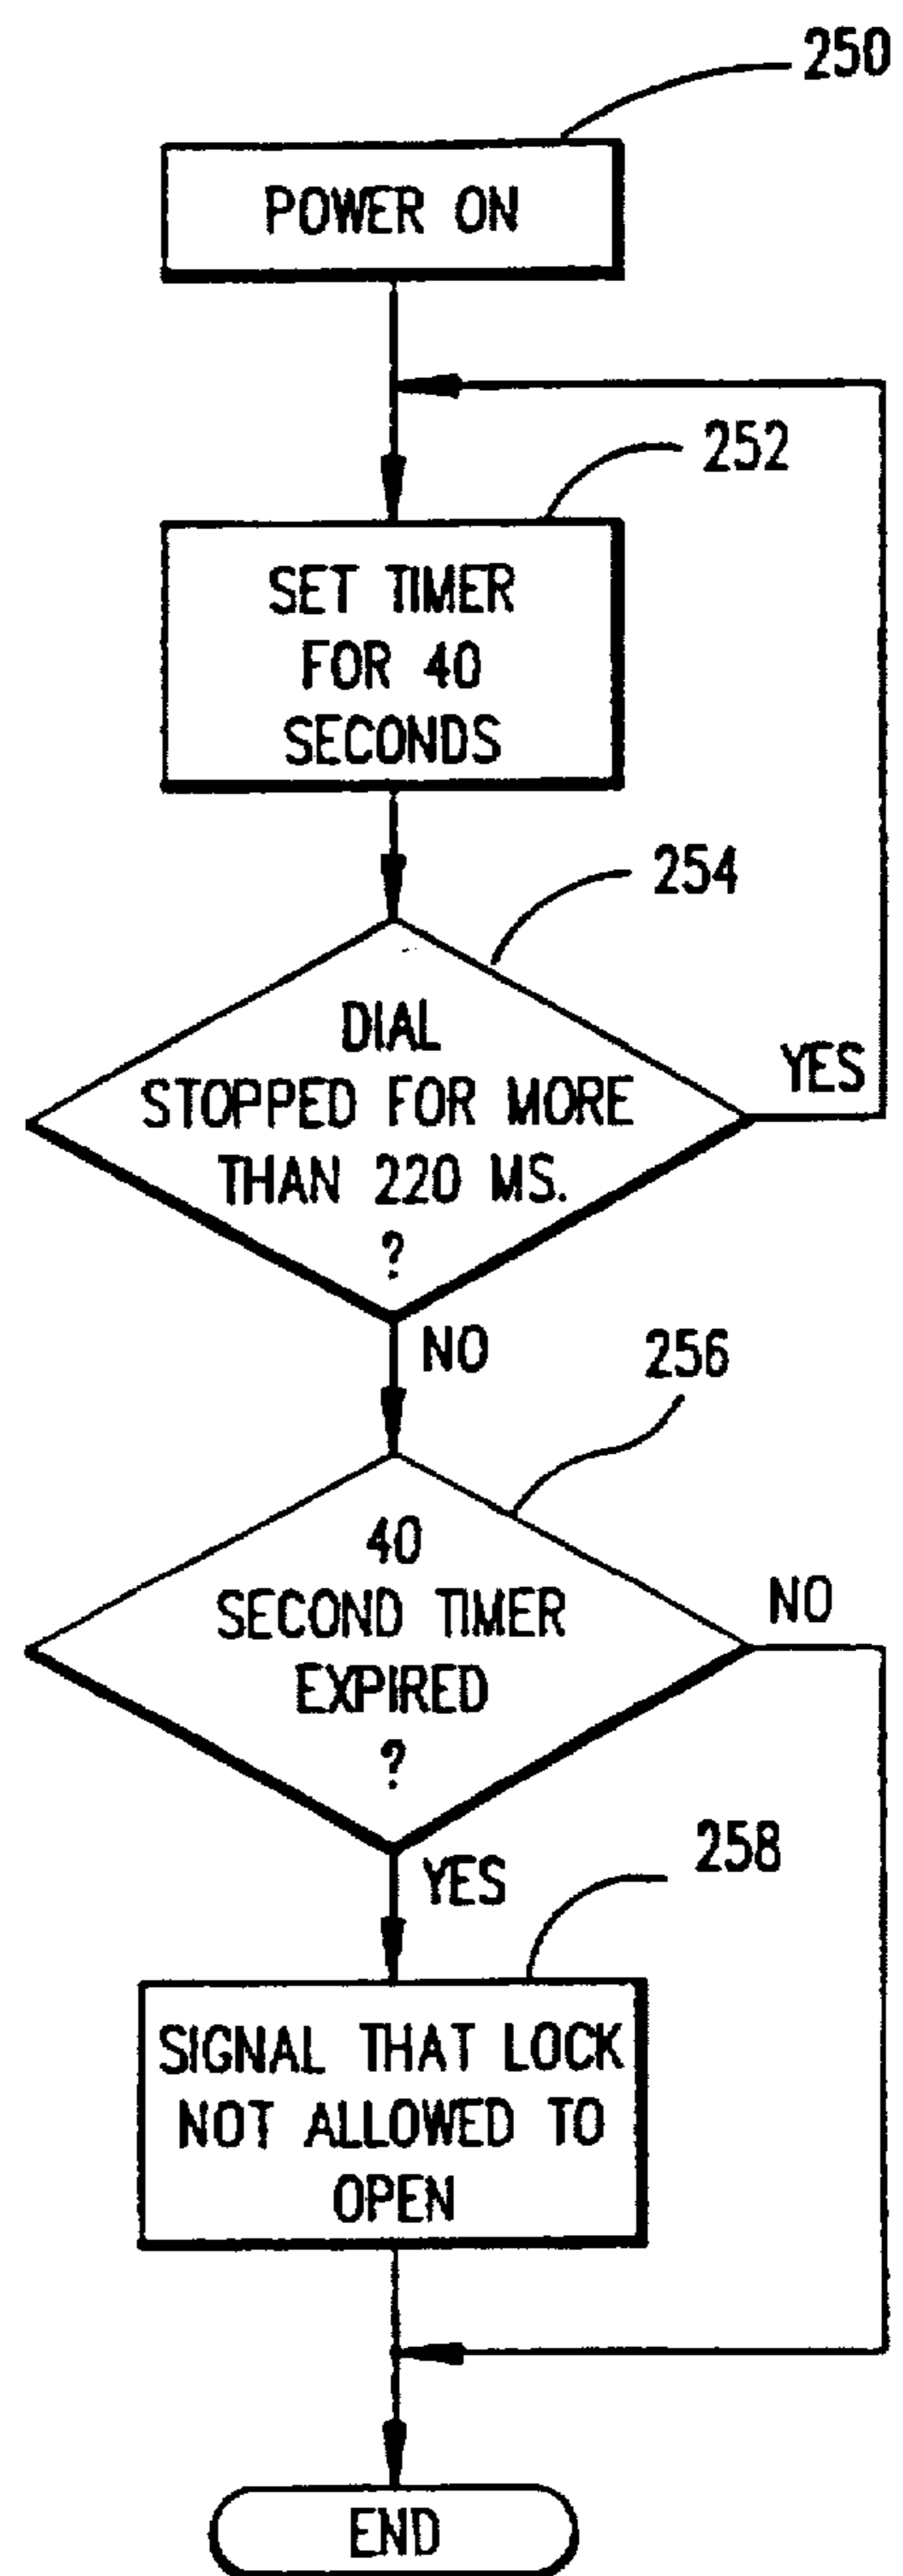 250
POWER ON
252
SET TIMER
FOR 40
SECONDS
254
DIAL
STOPPED FOR MORE
THAN 220 MS.
?
YES
NO
256
40
SECOND TIMER
EXPIRED
?
NO
YES
258
SIGNAL THAT LOCK
NOT ALLOWED TO
OPEN
END